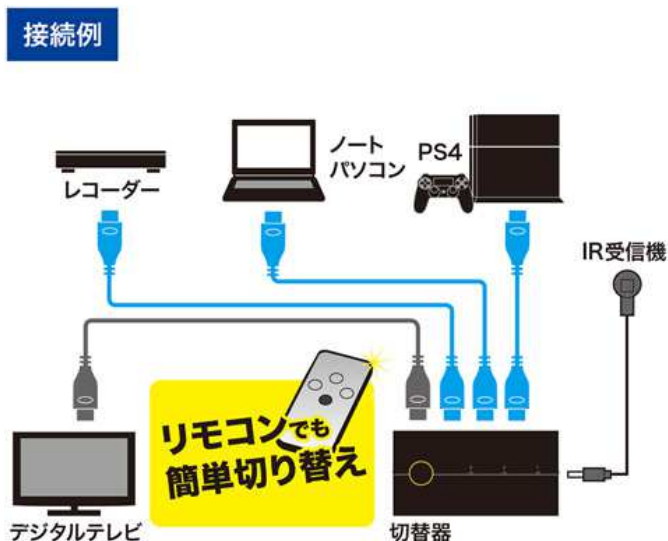 接続例
レコーダー
ノート
パソコン
PS4
IR受信機
リモコンでも
簡単切り替え
デジタルテレビ
切替器